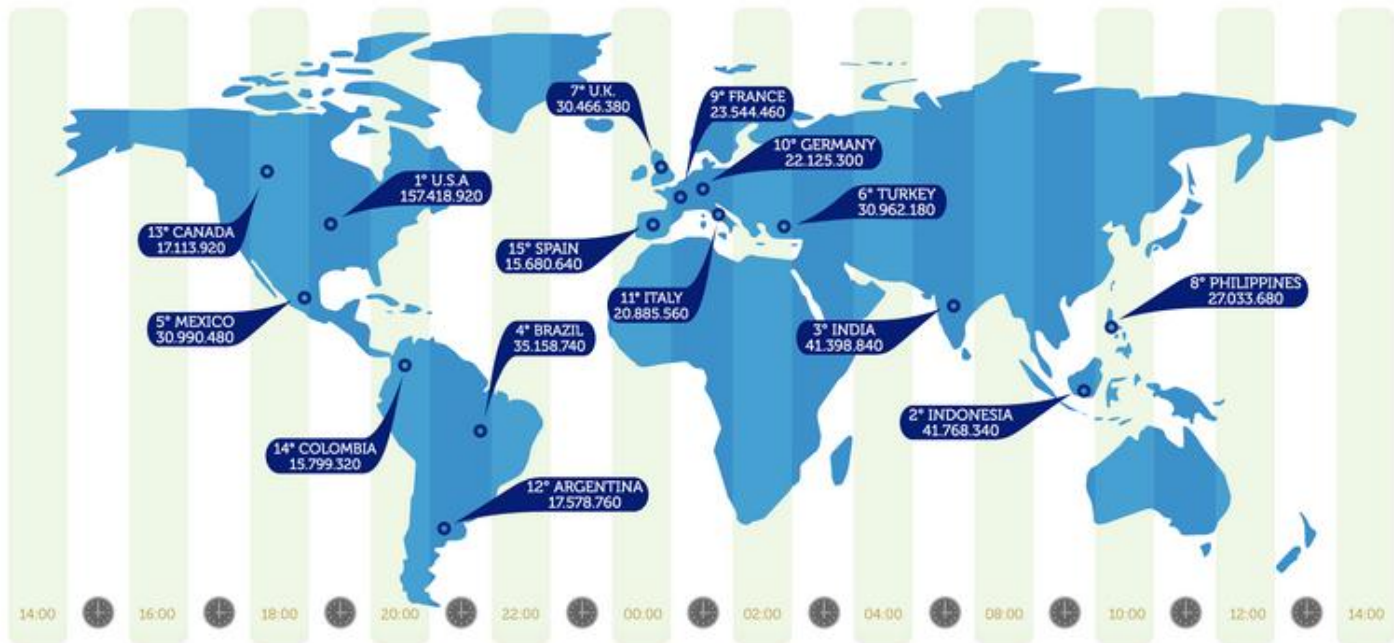 7° U.K.
30.466.380
9° FRANCE
23.544.460
10° GERMANY
22.125.300
1° U.S.A
157.418.920
6° TURKEY
30.962.180
13° CANADA
17.113.920
15° SPAIN
15.680.640
8° PHILIPPINES
27.033.680
11° ITALY
20.885.560
5° MEXICO
30.990.480
4° BRAZIL
35.158.740
3° INDIA
41.398.840
2° INDONESIA
41.768.340
14° COLOMBIA
15.799.320
12° ARGENTINA
17.578.760
14:00 16:00 18:00 20:00 22:00 00:00 02:00 04:00 08:00 10:00 12:00 14:00